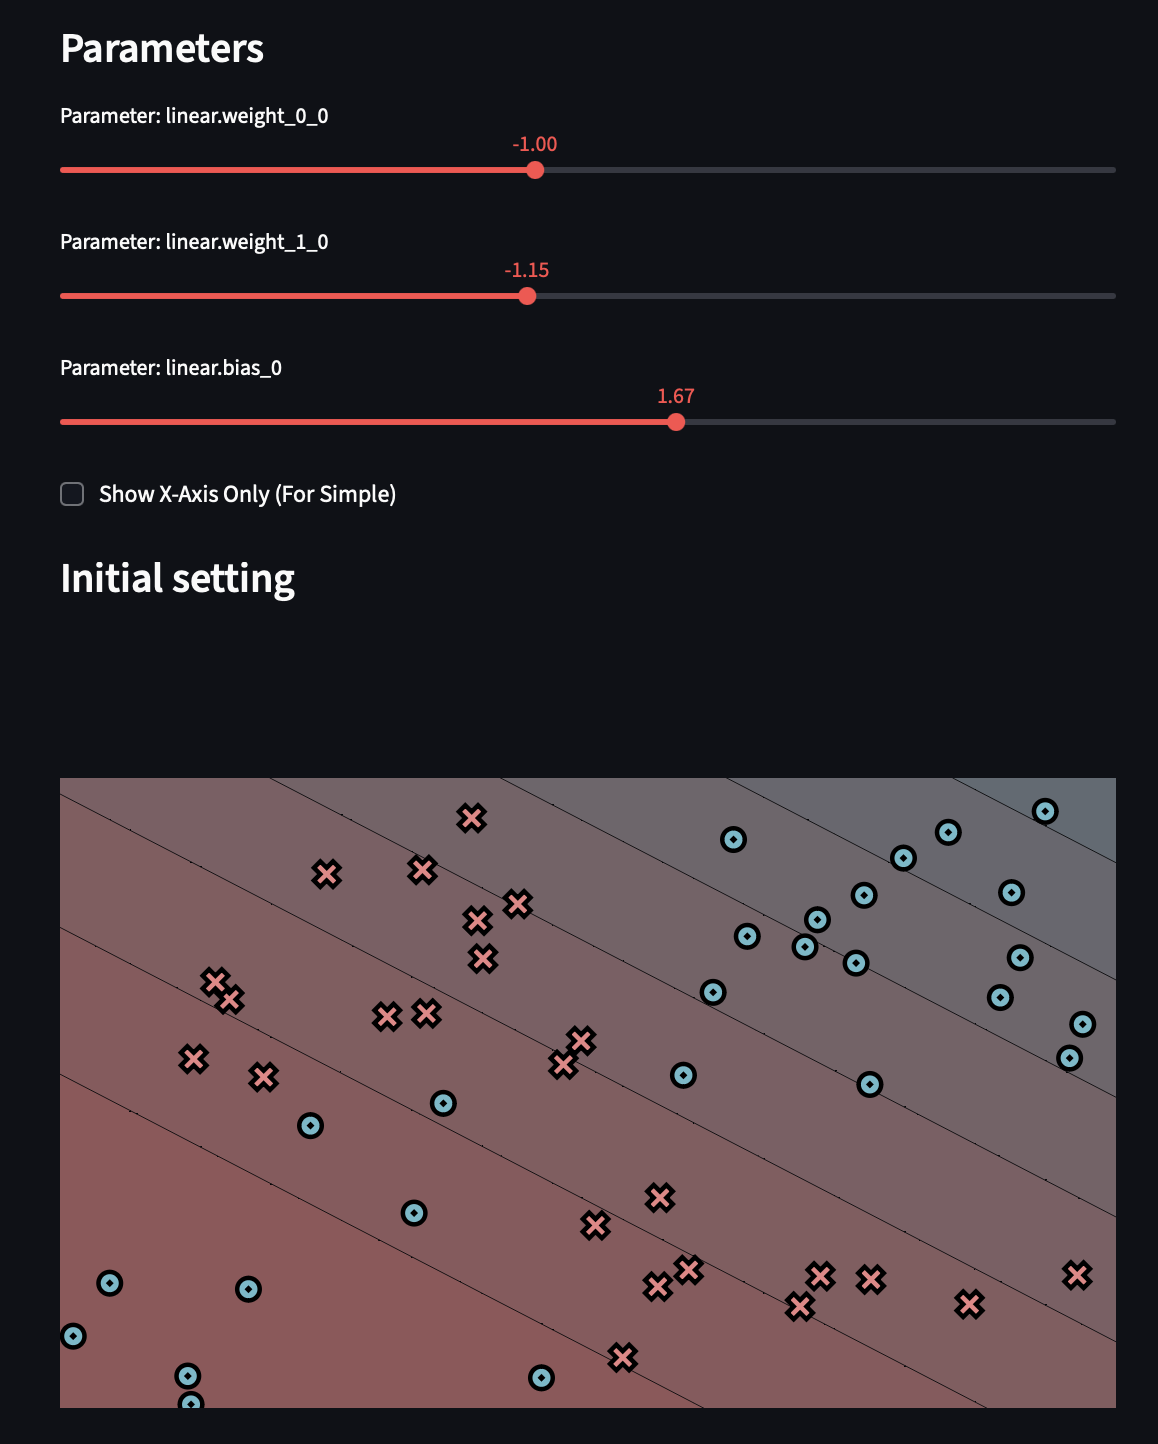 Parameters
Parameter: linear.weight_0_0
-1.00
Parameter: linear.weight_1_0
-1.15
Parameter: linear.bias_0
1.67
Show X-Axis Only (For Simple)
Initial setting